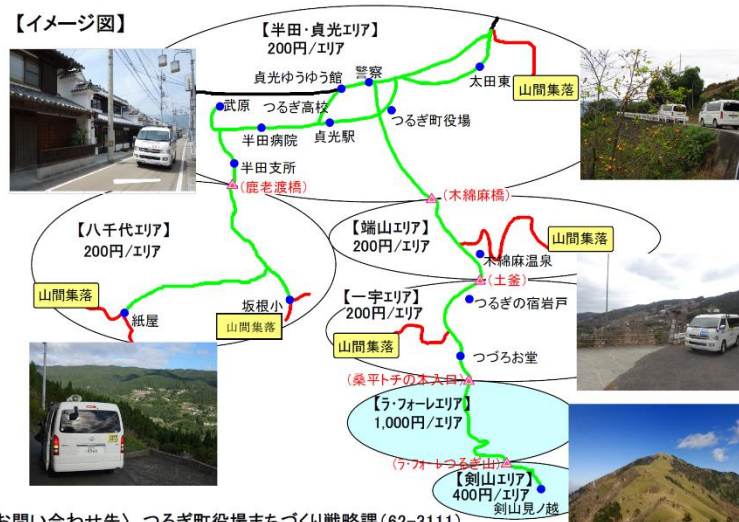 【イメージ図】
【半田・貞光エリア】
200円/エリア
貞光ゆうゆう館
警察
太田東
山間集落
武原
つるぎ高校
つるぎ町役場
半田病院
貞光駅
半田支所
(鹿老渡橋)
(木綿麻橋)
【八千代エリア】
200円/エリア
【端山エリア】
200円/エリア
山間集落
木綿麻温泉
(土釜)
山間集落
紙屋
坂根小
山間集落
【一宇エリア】
200円/エリア
つるぎの宿岩戸
山間集落
つづろお堂
(桑平トチの木入口)
【ラ・フォーレエリア】
1,000円/エリア
(ラ・フォーレつるぎ山)
【剣山エリア】
400円/エリア
剣山見ノ越
お問い合わせ先) つるぎ町役場まちづくり戦略課(62-3111)